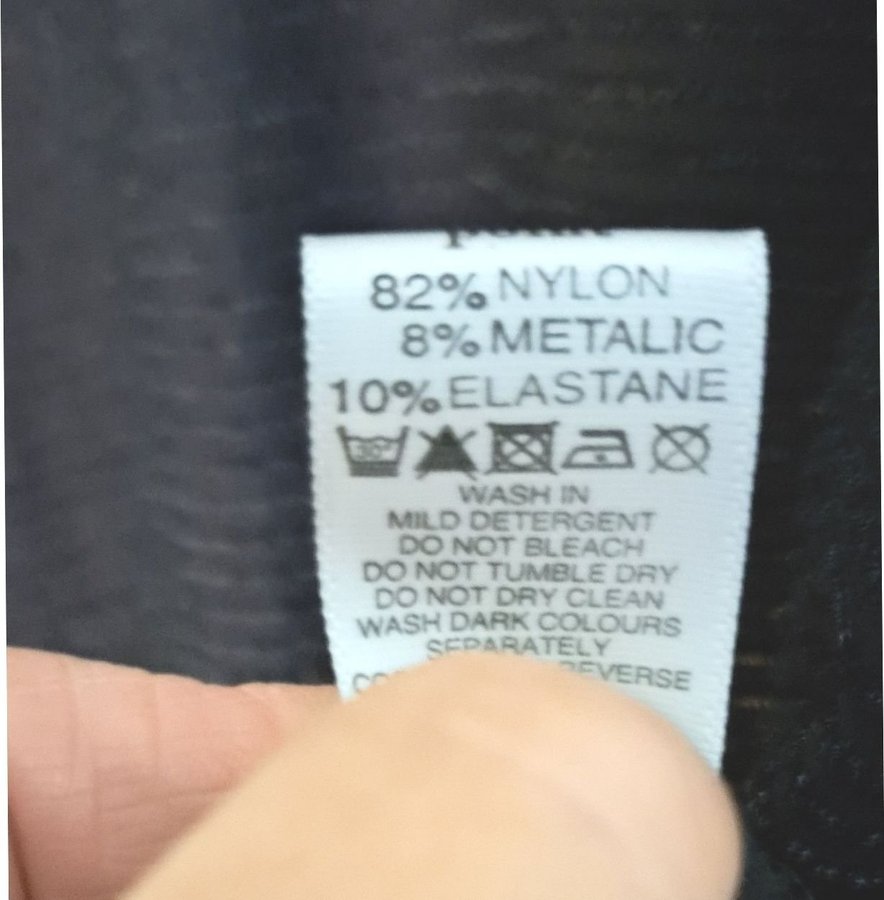 82% NYLON
8% METALIC
10% ELASTANE
30°
WASH IN
MILD DETERGENT
DO NOT BLEACH
DO NOT TUMBLE DRY
DO NOT DRY CLEAN
WASH DARK COLOURS
SEPARATELY
REVERSE